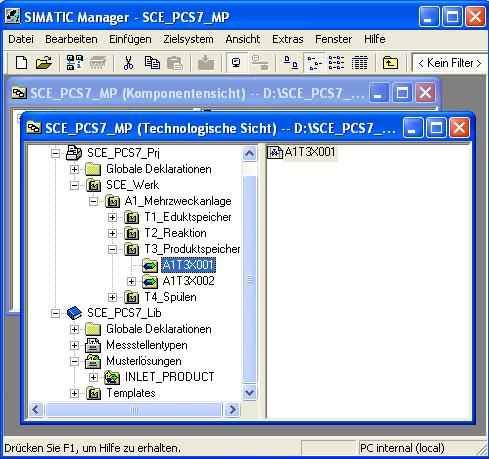 SIMATIC Manager - SCE_PCS7_MP
Datei Bearbeiten Einfügen Zielsystem Ansicht Extras Fenster Hilfe
< Kein Filter >
SCE_PCS7_MP (Komponentensicht) -- D:\SCE_PCS7_...
SCE_PCS7_MP (Technologische Sicht) -- D:\SCE_PCS7_...
SCE_PCS7_Prj
Globale Deklarationen
SCE_Werk
A1_Mehrzweckanlage
T1_Eduktspeicher
T2_Reaktion
T3_Produktspeicher
A1T3X001
A1T3X002
T4_Spülen
SCE_PCS7_Lib
Globale Deklarationen
Messstellentypen
Musterlösungen
INLET_PRODUCT
Templates
A1T3X001
Drücken Sie F1, um Hilfe zu erhalten.
PC internal (local)